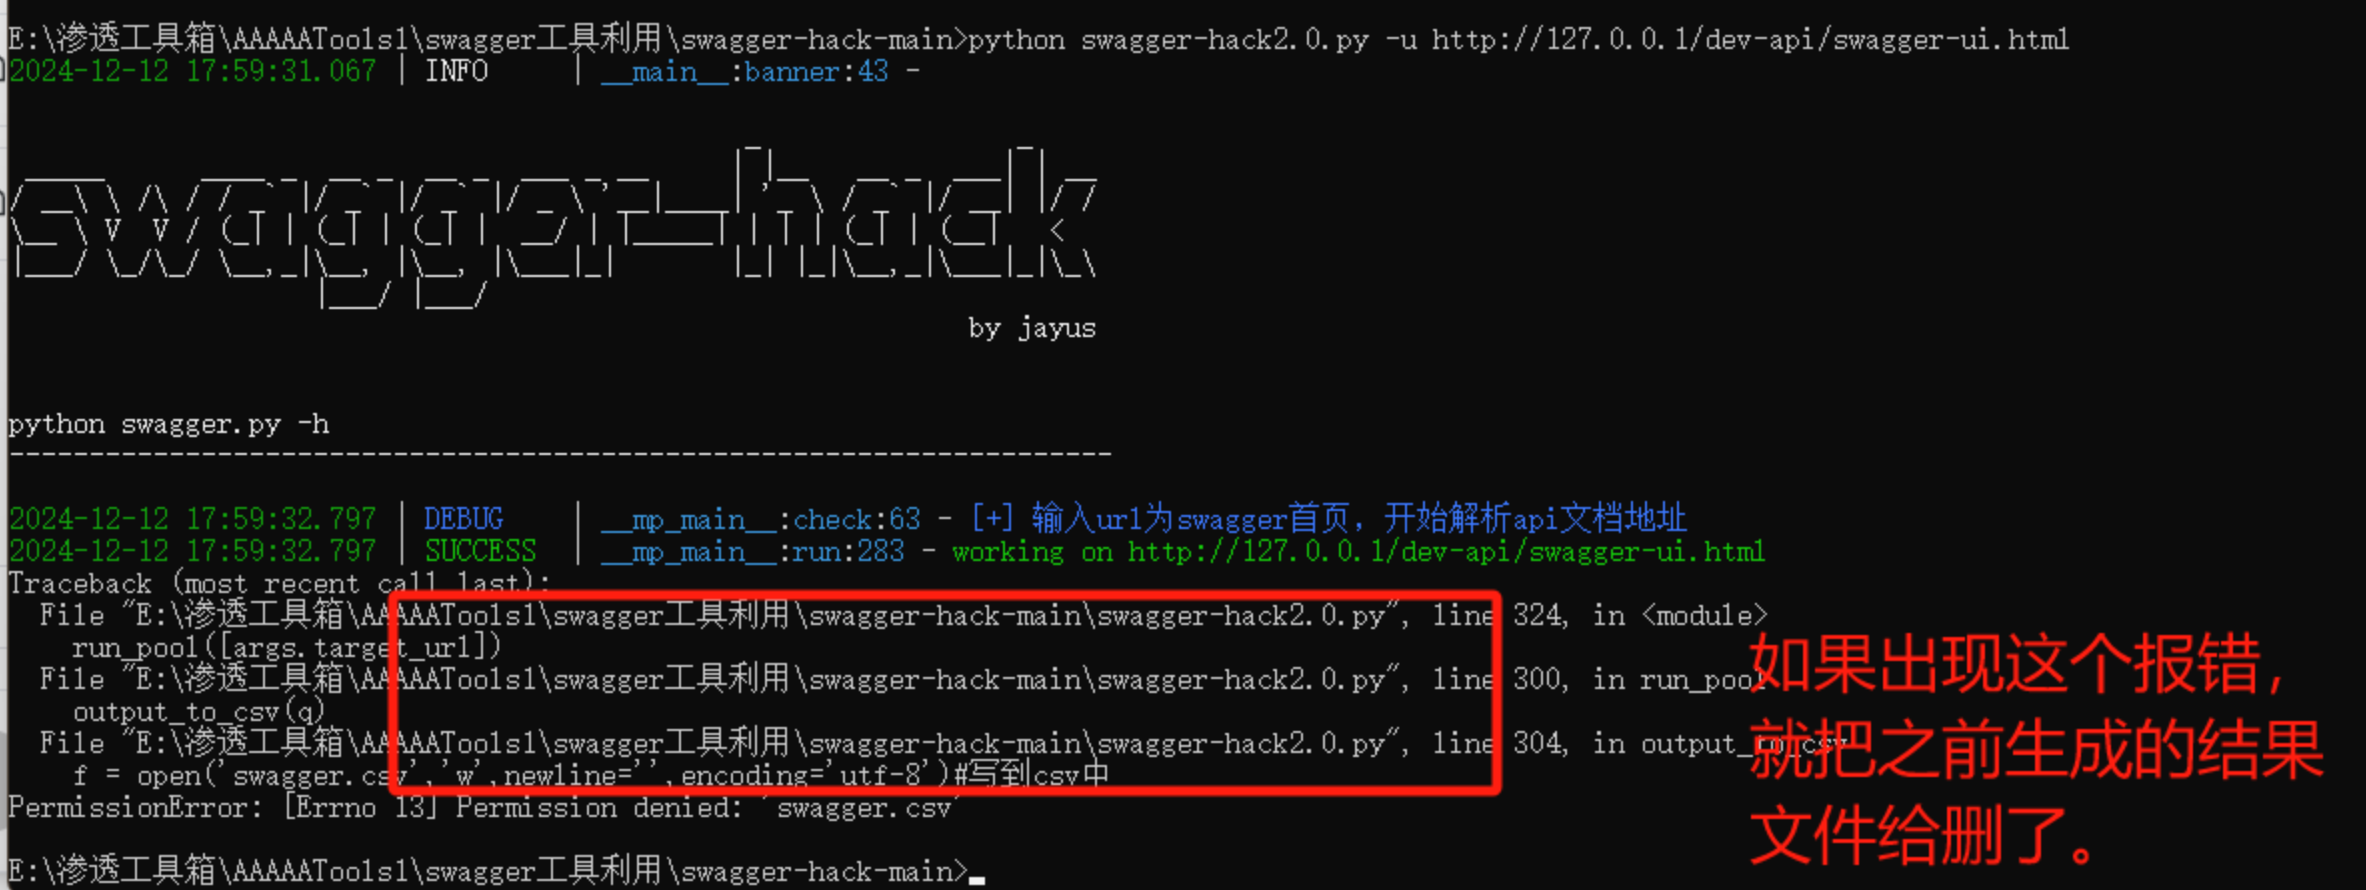 E:\渗透工具箱\AAAAATools1\swagger工具利用\swagger-hack-main>python swagger-hack2.0.py -u http://127.0.0.1/dev-api/swagger-ui.html
2024-12-12 17:59:31.067 | INFO     | __main__:banner:43 -
swagger-hack
by jayus
python swagger.py -h
---------------------------------------------------------------------
2024-12-12 17:59:32.797 | DEBUG    | __mp_main__:check:63 - [+] 输入url为swagger首页，开始解析api文档地址
2024-12-12 17:59:32.797 | SUCCESS  | __mp_main__:run:283 - working on http://127.0.0.1/dev-api/swagger-ui.html
Traceback (most recent call last):
  File "E:\渗透工具箱\AAAAATools1\swagger工具利用\swagger-hack-main\swagger-hack2.0.py", line 324, in <module>
    run_pool([args.target_url])
  File "E:\渗透工具箱\AAAAATools1\swagger工具利用\swagger-hack-main\swagger-hack2.0.py", line 300, in run_pool
    output_to_csv(q)
  File "E:\渗透工具箱\AAAAATools1\swagger工具利用\swagger-hack-main\swagger-hack2.0.py", line 304, in output_to_csv
    f = open('swagger.csv','w',newline='',encoding='utf-8')#写到csv中
PermissionError: [Errno 13] Permission denied: 'swagger.csv'
E:\渗透工具箱\AAAAATools1\swagger工具利用\swagger-hack-main>
如果出现这个报错，
就把之前生成的结果
文件给删了。